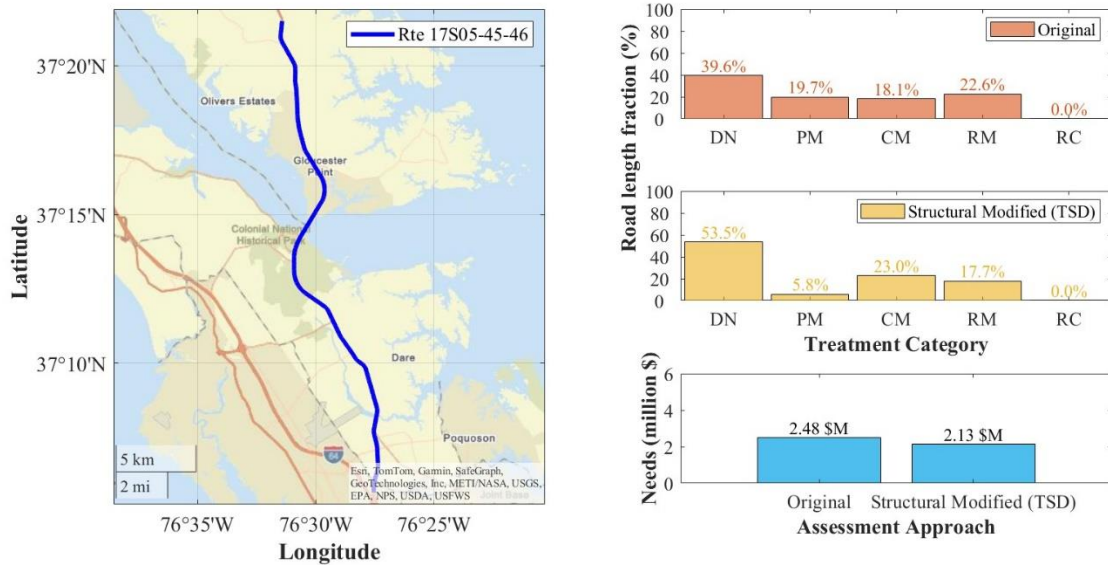 Rte 17S05-45-46
37°20'N
37°15'N
37°10'N
Latitude
Olivers Estates
Gloucester
Point
Colonial National
Historical Park
Dare
Poquoson
64
5 km
2 mi
Esri, TomTom, Garmin, SafeGraph,
GeoTechnologies, Inc, METI/NASA, USGS,
EPA, NPS, USDA, USFWS
Joint Base
76°35'W 76°30'W 76°25'W
Longitude
Road length fraction (%)
100
80
60
40
20
0
Original
39.6% 19.7% 18.1% 22.6% 0.0%
DN PM CM RM RC
100
80
60
40
20
0
Structural Modified (TSD)
53.5% 5.8% 23.0% 17.7% 0.0%
DN PM CM RM RC
Treatment Category
Needs (million $)
6
4
2
0
2.48 $M 2.13 $M
Original Structural Modified (TSD)
Assessment Approach